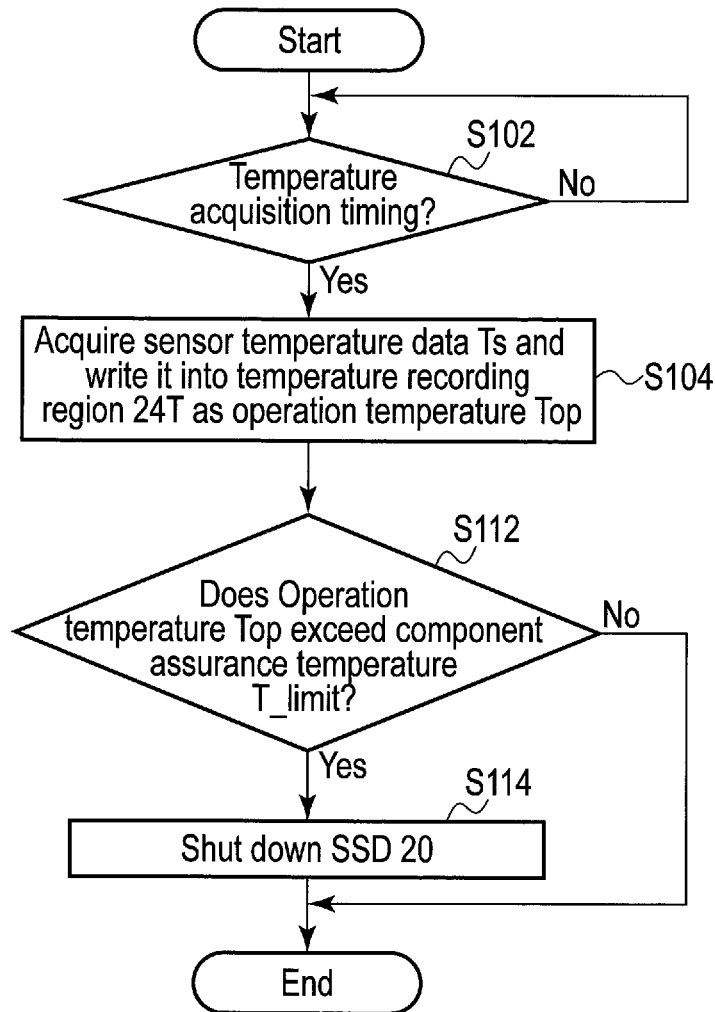 Start
S102
Temperature
acquisition timing?
No
Yes
Acquire sensor temperature data Ts and
write it into temperature recording
region 24T as operation temperature Top
S104
S112
Does Operation
temperature Top exceed component
assurance temperature
T_limit?
No
Yes
S114
Shut down SSD 20
End